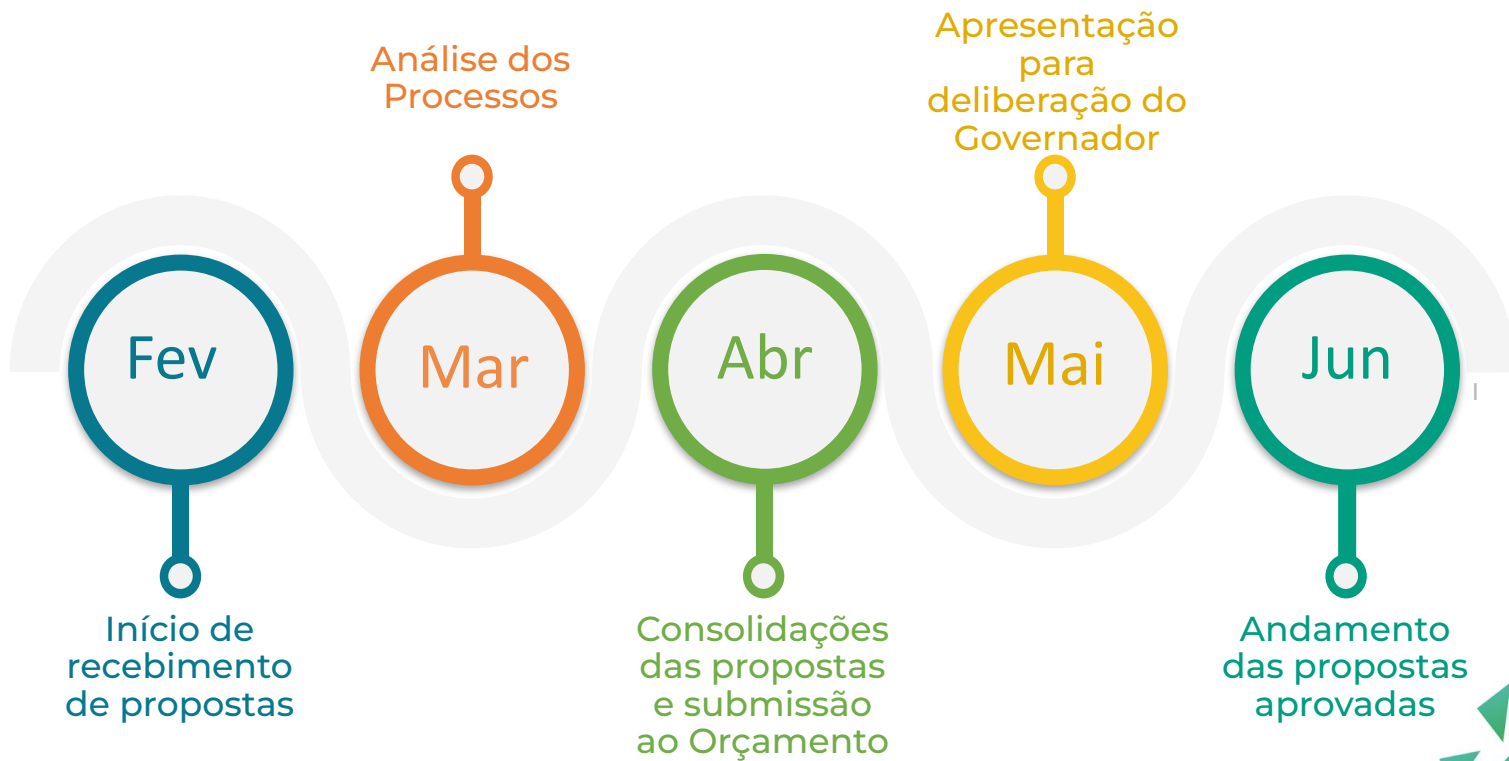 Fev
Início de
recebimento
de propostas
Análise dos
Processos
Mar
Abr
Consolidações
das propostas
e submissão
ao Orçamento
Apresentação
para
deliberação do
Governador
Mai
Jun
Andamento
das propostas
aprovadas